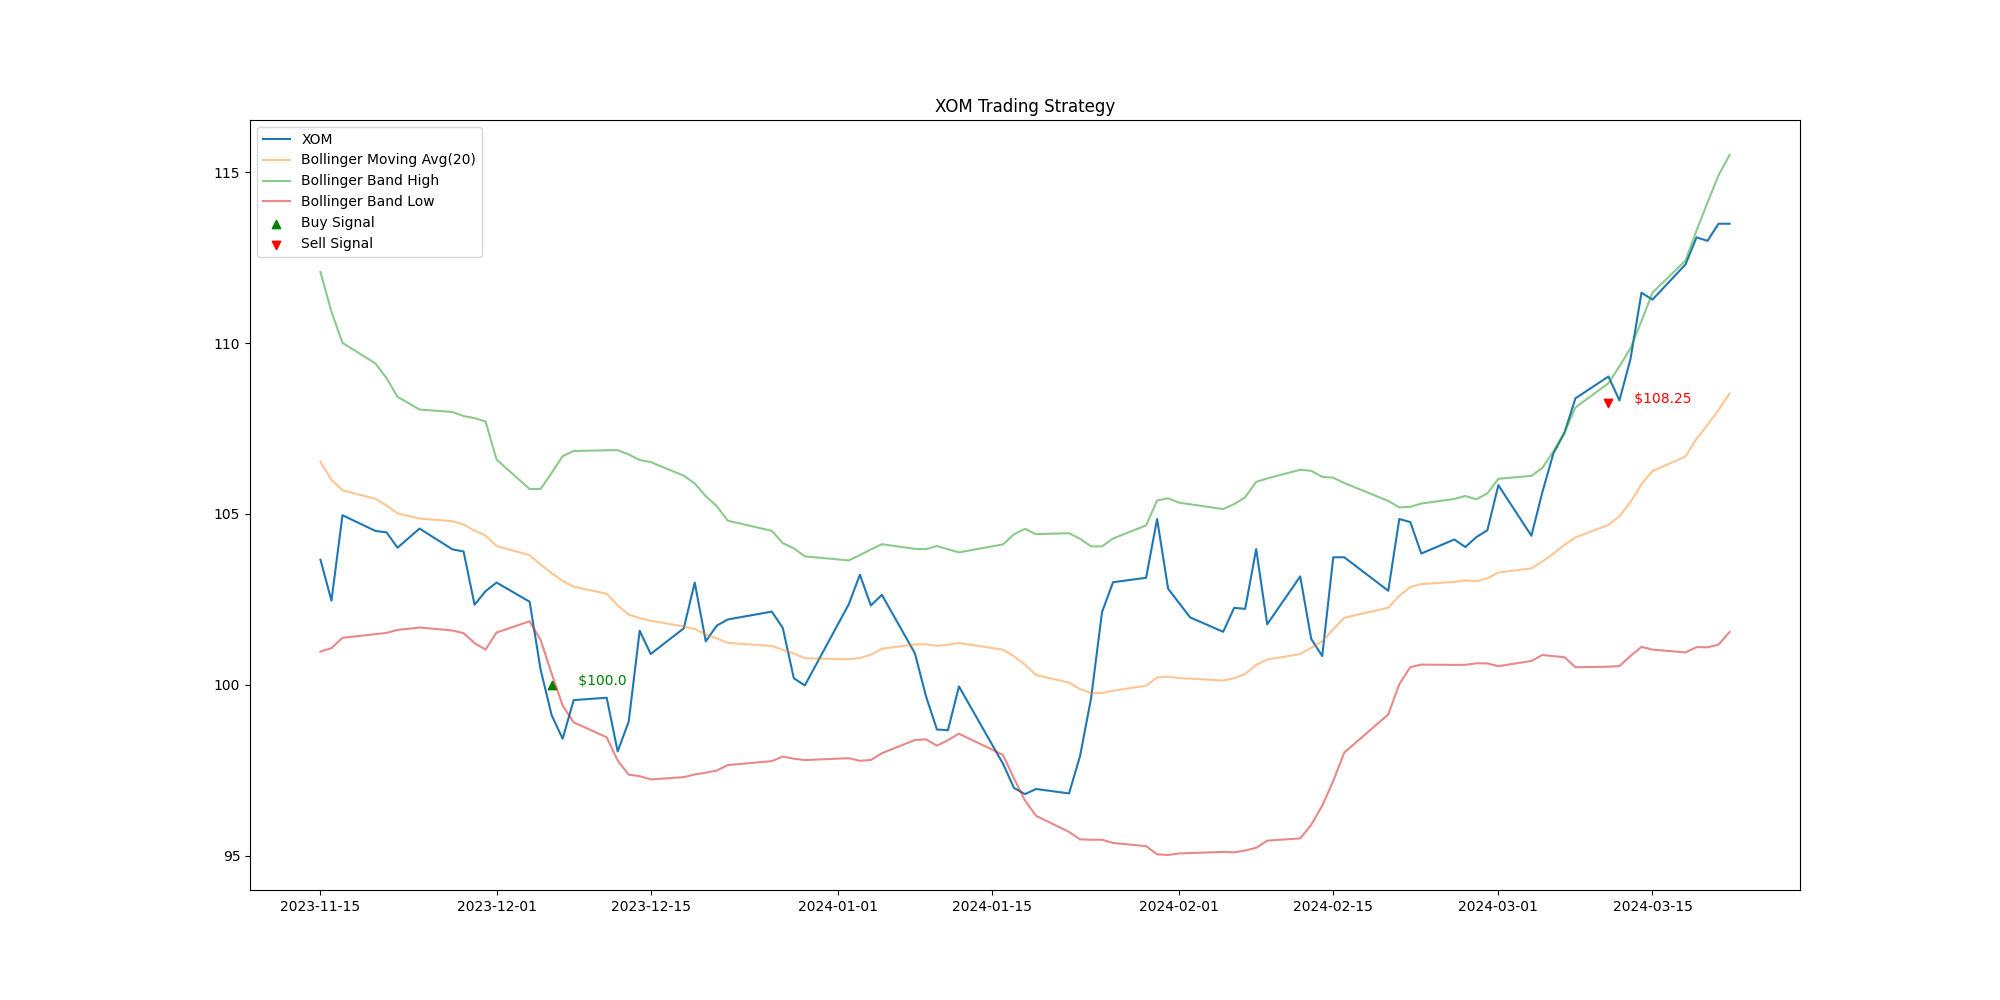 XOM Trading Strategy
XOM
Bollinger Moving Avg(20)
Bollinger Band High
Bollinger Band Low
Buy Signal
Sell Signal
115
110
105
100
95
$108.25
$100.0
2023-11-15
2023-12-01
2023-12-15
2024-01-01
2024-01-15
2024-02-01
2024-02-15
2024-03-01
2024-03-15